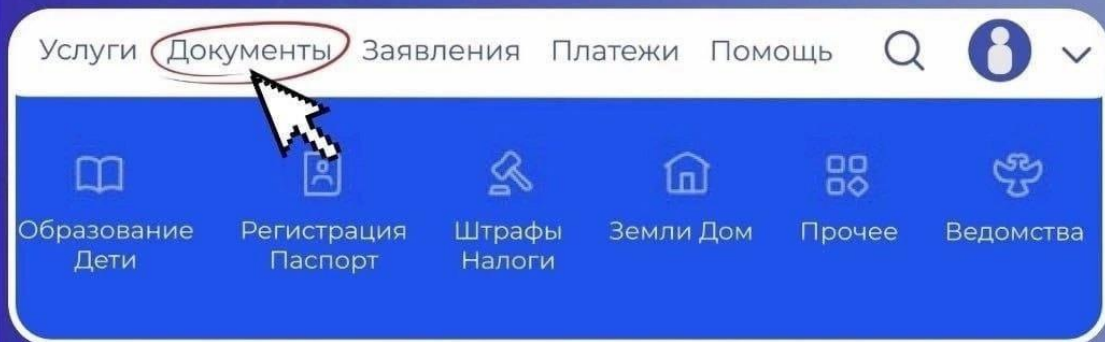 Услуги Документы Заявления Платежи Помощь
Образование Дети
Регистрация Паспорт
Штрафы Налоги
Земли Дом
Прочее
Ведомства